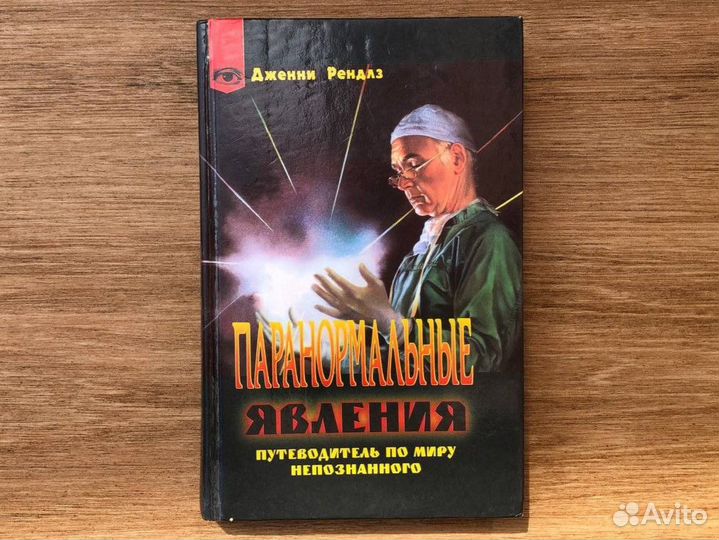 Дженни Рендлз
ПАРАНОРМАЛЬНЫЕ
ЯВЛЕНИЯ
ПУТЕВОДИТЕЛЬ ПО МИРУ
НЕПОЗНАННОГО
Avito